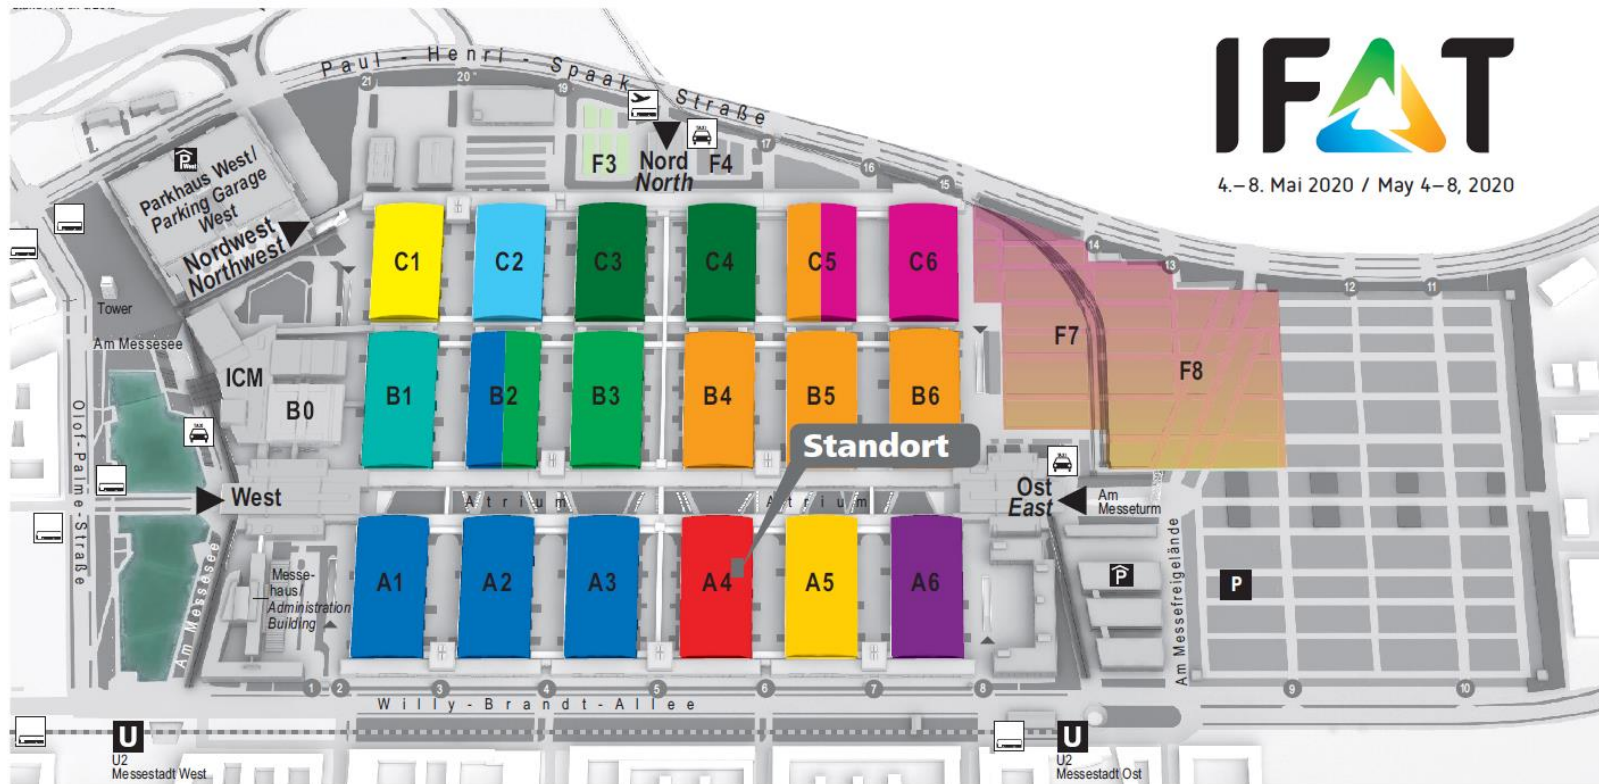 Paul-Henri-Spaak-Straße
IFAT
4.–8. Mai 2020 / May 4–8, 2020
21
20
19
17
16
15
14
13
12
11
TAXI
F3
Nord
North
F4
P
West
Parkhaus West/
Parking Garage
West
Nordwest
Northwest
C1
C2
C3
C4
C5
C6
Tower
Am Messesee
ICM
B0
B1
B2
B3
B4
B5
B6
F7
F8
Standort
TAXI
TAXI
Olof-Palme-Straße
West
Atrium
Atrium
Ost
East
Am
Messeturm
A1
A2
A3
A4
A5
A6
Messe-
haus/
Administration
Building
Am Messesee
P
P
Am Messefreigelände
1
2
3
4
5
6
7
8
9
10
Willy-Brandt-Allee
U
U2
Messestadt West
U
U2
Messestadt Ost